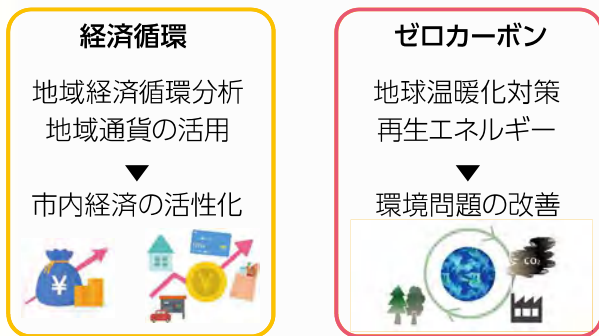 経済循環
地域経済循環分析
地域通貨の活用
▼
市内経済の活性化
¥
¥
ゼロカーボン
地球温暖化対策
再生エネルギー
▼
環境問題の改善
CO₂